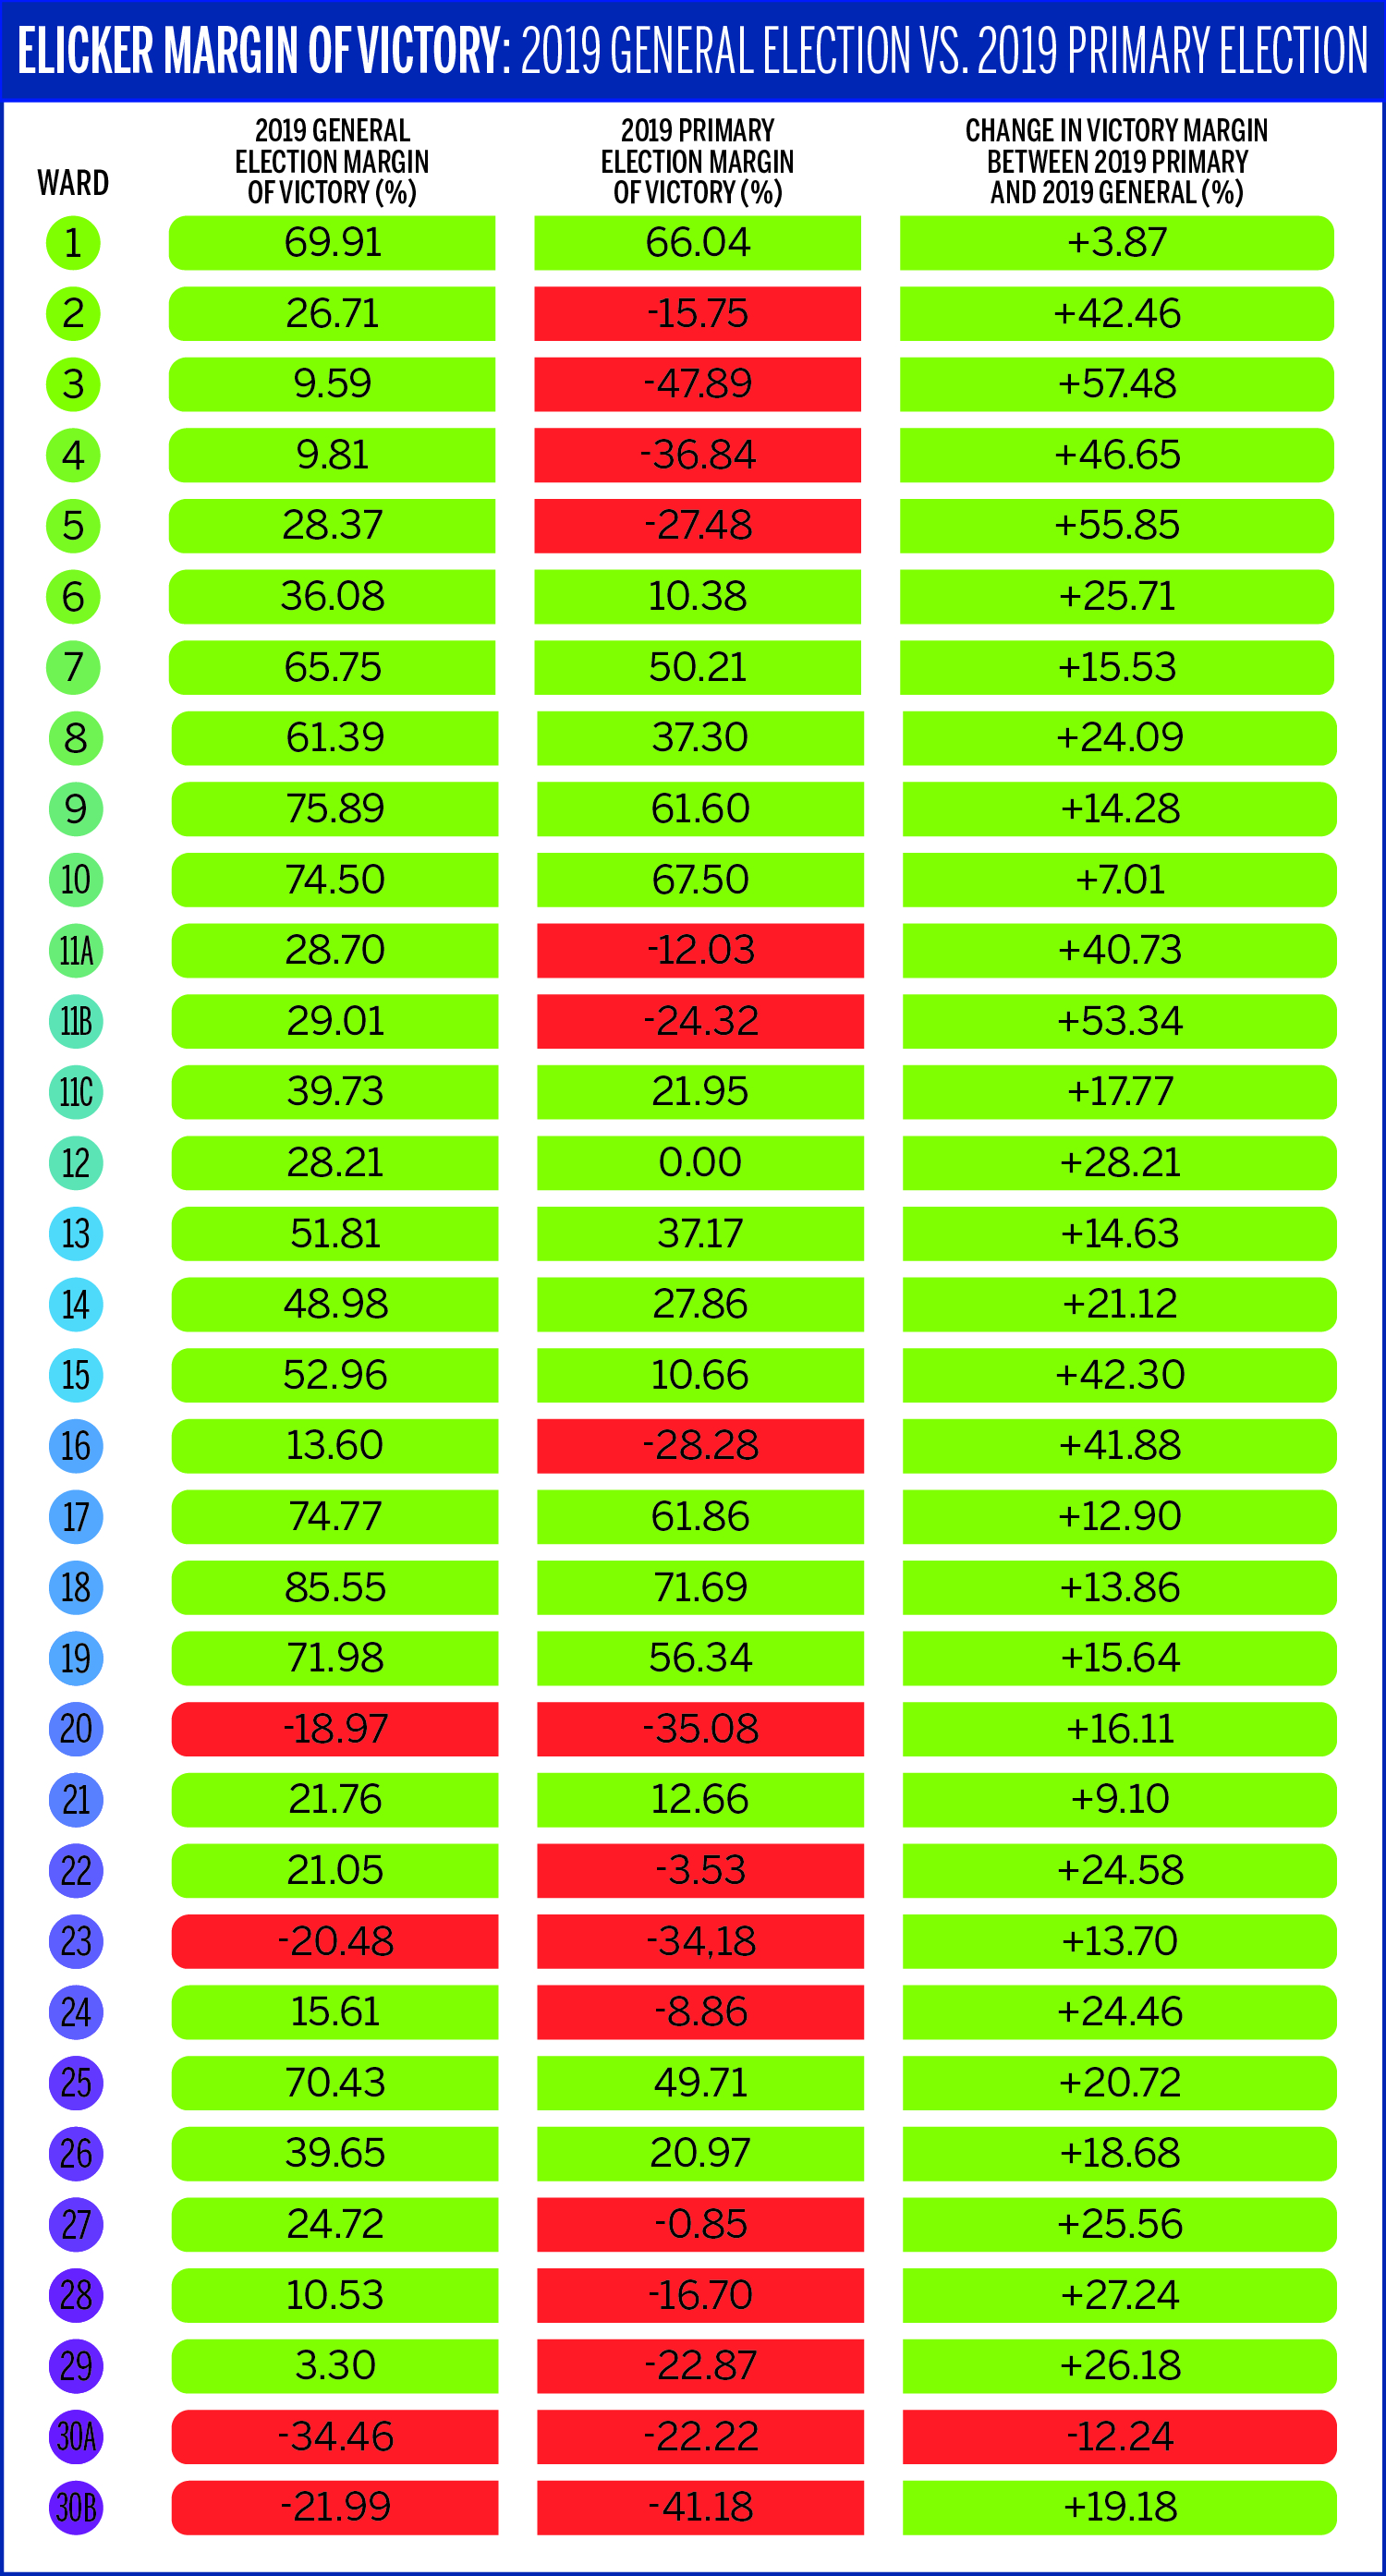 ELICKER MARGIN OF VICTORY: 2019 GENERAL ELECTION VS. 2019 PRIMARY ELECTION
WARD
2019 GENERAL
ELECTION MARGIN
OF VICTORY (%)
2019 PRIMARY
ELECTION MARGIN
OF VICTORY (%)
CHANGE IN VICTORY MARGIN
BETWEEN 2019 PRIMARY
AND 2019 GENERAL (%)
1 69.91 66.04 +3.87
2 26.71 -15.75 +42.46
3 9.59 -47.89 +57.48
4 9.81 -36.84 +46.65
5 28.37 -27.48 +55.85
6 36.08 10.38 +25.71
7 65.75 50.21 +15.53
8 61.39 37.30 +24.09
9 75.89 61.60 +14.28
10 74.50 67.50 +7.01
11A 28.70 -12.03 +40.73
11B 29.01 -24.32 +53.34
11C 39.73 21.95 +17.77
12 28.21 0.00 +28.21
13 51.81 37.17 +14.63
14 48.98 27.86 +21.12
15 52.96 10.66 +42.30
16 13.60 -28.28 +41.88
17 74.77 61.86 +12.90
18 85.55 71.69 +13.86
19 71.98 56.34 +15.64
20 -18.97 -35.08 +16.11
21 21.76 12.66 +9.10
22 21.05 -3.53 +24.58
23 -20.48 -34,18 +13.70
24 15.61 -8.86 +24.46
25 70.43 49.71 +20.72
26 39.65 20.97 +18.68
27 24.72 -0.85 +25.56
28 10.53 -16.70 +27.24
29 3.30 -22.87 +26.18
30A -34.46 -22.22 -12.24
30B -21.99 -41.18 +19.18